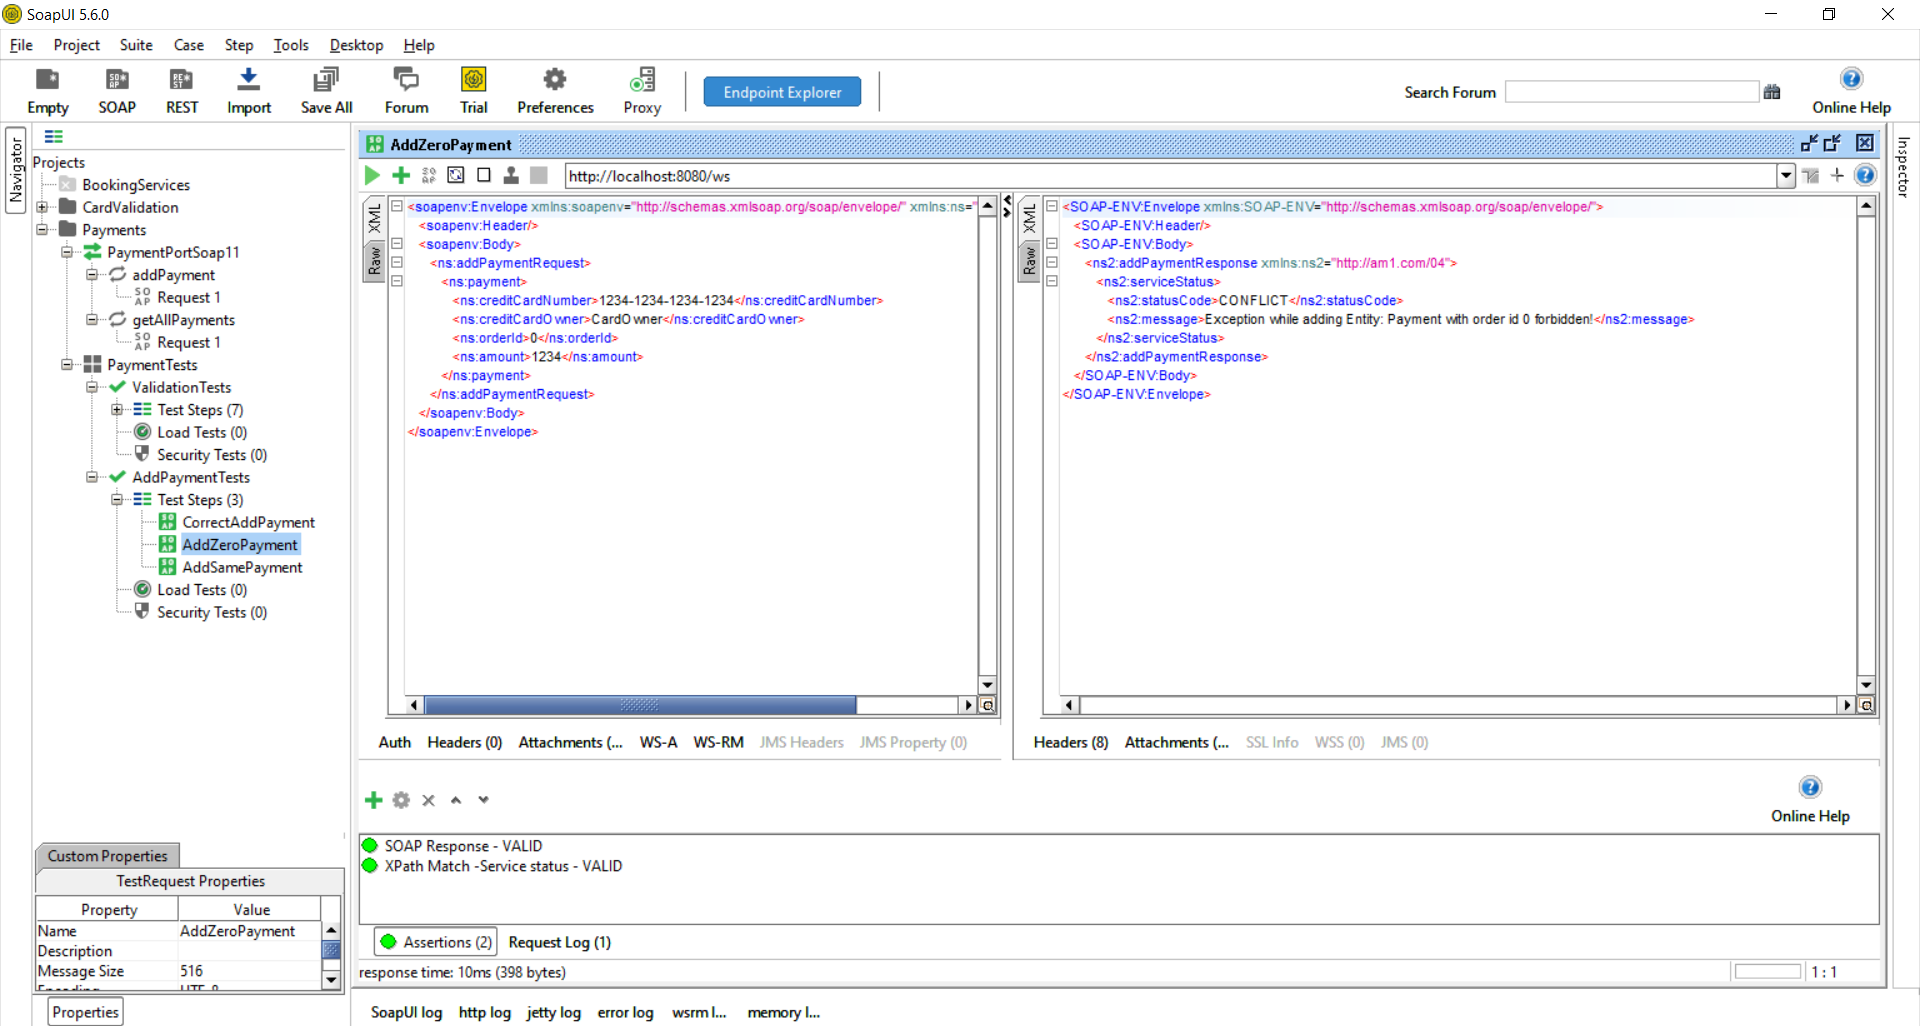 SoapUI 5.6.0
File Project Suite Case Step Tools Desktop Help
Empty SOAP REST Import Save All Forum Trial Preferences Proxy Endpoint Explorer Search Forum Online Help
Navigator
Projects
BookingServices
CardValidation
Payments
PaymentPortSoap11
addPayment
Request 1
getAllPayments
Request 1
PaymentTests
ValidationTests
Test Steps (7)
Load Tests (0)
Security Tests (0)
AddPaymentTests
Test Steps (3)
CorrectAddPayment
AddZeroPayment
AddSamePayment
Load Tests (0)
Security Tests (0)
Custom Properties
TestRequest Properties
Property Value
Name AddZeroPayment
Description
Message Size 516
Encoding UTF-8
Properties
AddZeroPayment
http://localhost:8080/ws
XML
Raw
<soapenv:Envelope xmlns:soapenv="http://schemas.xmlsoap.org/soap/envelope/" xmlns:ns="
<soapenv:Header/>
<soapenv:Body>
<ns:addPaymentRequest>
<ns:payment>
<ns:creditCardNumber>1234-1234-1234-1234</ns:creditCardNumber>
<ns:creditCardOwner>CardOwner</ns:creditCardOwner>
<ns:orderId>0</ns:orderId>
<ns:amount>1234</ns:amount>
</ns:payment>
</ns:addPaymentRequest>
</soapenv:Body>
</soapenv:Envelope>
Auth Headers (0) Attachments (... WS-A WS-RM JMS Headers JMS Property (0)
XML
Raw
<SOAP-ENV:Envelope xmlns:SOAP-ENV="http://schemas.xmlsoap.org/soap/envelope/">
<SOAP-ENV:Header/>
<SOAP-ENV:Body>
<ns2:addPaymentResponse xmlns:ns2="http://am1.com/04">
<ns2:serviceStatus>
<ns2:statusCode>CONFLICT</ns2:statusCode>
<ns2:message>Exception while adding Entity: Payment with order id 0 forbidden!</ns2:message>
</ns2:serviceStatus>
</ns2:addPaymentResponse>
</SOAP-ENV:Body>
</SOAP-ENV:Envelope>
Headers (8) Attachments (... SSL Info WSS (0) JMS (0)
Online Help
SOAP Response - VALID
XPath Match -Service status - VALID
Assertions (2) Request Log (1)
response time: 10ms (398 bytes)
1 : 1
SoapUI log http log jetty log error log wsrm l... memory l...
Inspector